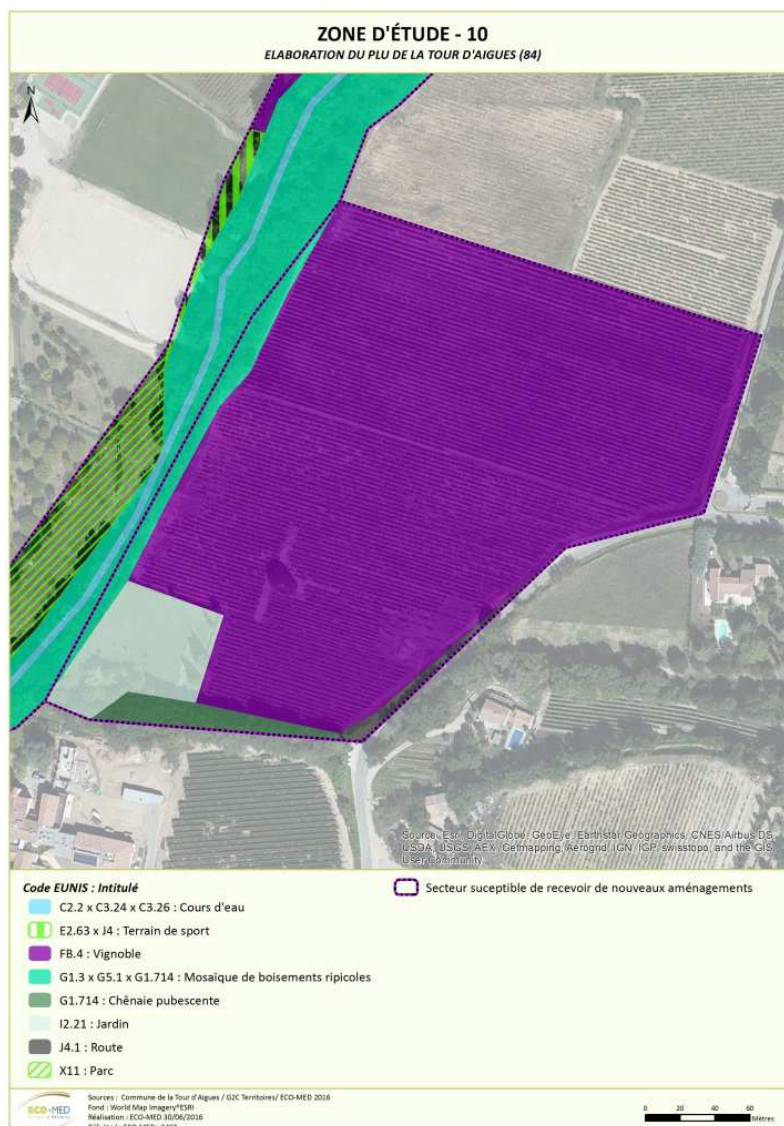 ZONE D'ÉTUDE - 10
ELABORATION DU PLU DE LA TOUR D'AIGUES (84)
N
Source: Esri, DigitalGlobe, GeoEye, Earthstar Geographics, CNES/Airbus DS,
USDA, USGS, AEX, Getmapping, Aerogrid, IGN, IGP, swisstopo, and the GIS
User Community
Code EUNIS : Intitulé
C2.2 x C3.24 x C3.26 : Cours d'eau
E2.63 x J4 : Terrain de sport
FB.4 : Vignoble
G1.3 x G5.1 x G1.714 : Mosaïque de boisements ripicoles
G1.714 : Chênaie pubescente
I2.21 : Jardin
J4.1 : Route
X11 : Parc
Secteur suceptible de recevoir de nouveaux aménagements
ECO-MED
Sources : Commune de la Tour d'Aigues / G2C Territoires/ ECO-MED 2016
Fond : World Map Imagery®ESRI
Réalisation : ECO-MED 30/06/2016
0 20 40 60
Mètres